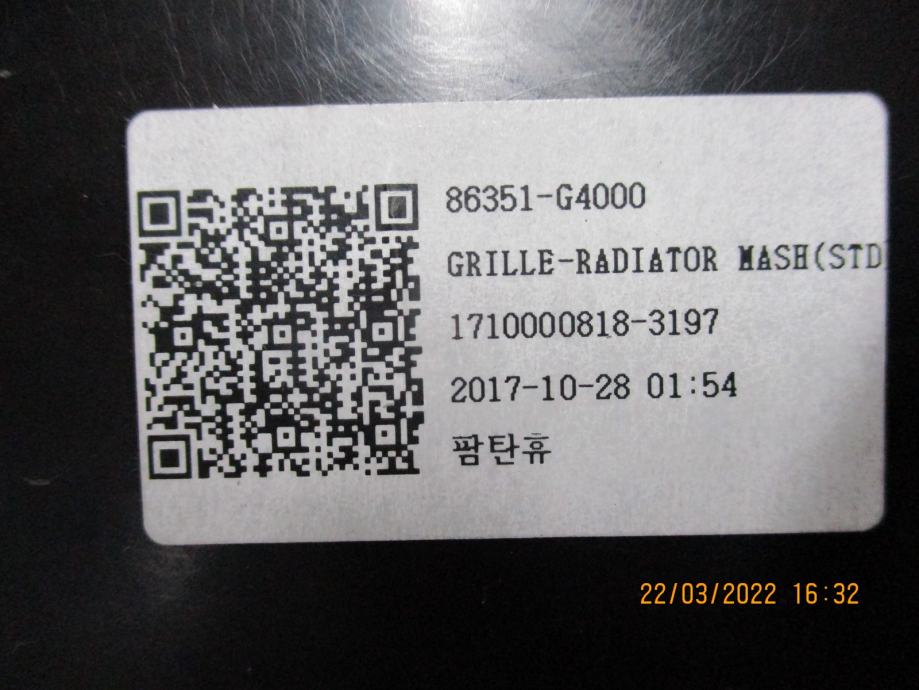 86351-G4000
GRILLE-RADIATOR MASH(STD
1710000818-3197
2017-10-28 01:54
팜탄휴
22/03/2022 16:32